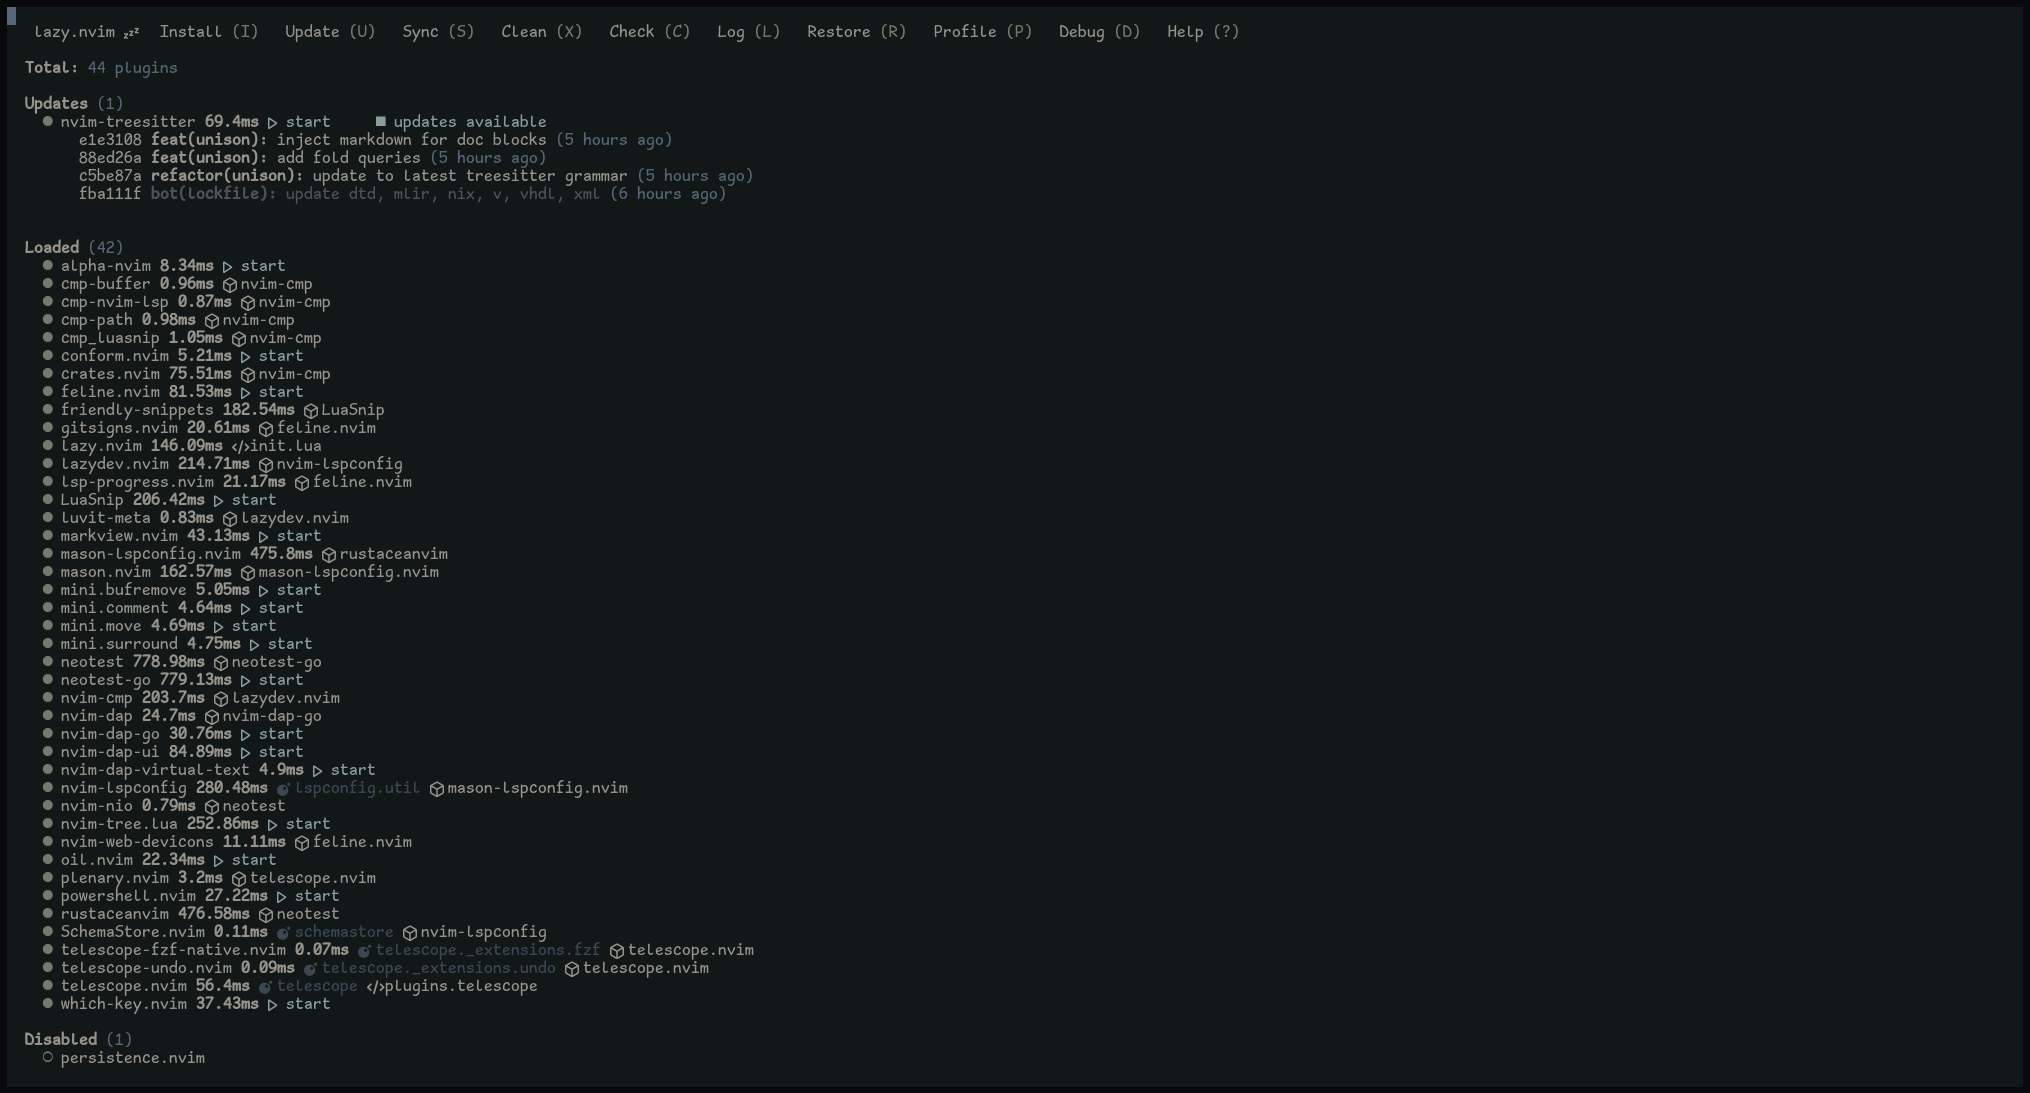 lazy.nvim 💤 Install (I) Update (U) Sync (S) Clean (X) Check (C) Log (L) Restore (R) Profile (P) Debug (D) Help (?)
Total: 44 plugins
Updates (1)
● nvim-treesitter 69.4ms ▷ start ■ updates available
e1e3108 feat(unison): inject markdown for doc blocks (5 hours ago)
88ed26a feat(unison): add fold queries (5 hours ago)
c5be87a refactor(unison): update to latest treesitter grammar (5 hours ago)
fba111f bot(lockfile): update dtd, mlir, nix, v, vhdl, xml (6 hours ago)
Loaded (42)
● alpha-nvim 8.34ms ▷ start
● cmp-buffer 0.96ms nvim-cmp
● cmp-nvim-lsp 0.87ms nvim-cmp
● cmp-path 0.98ms nvim-cmp
● cmp_luasnip 1.05ms nvim-cmp
● conform.nvim 5.21ms ▷ start
● crates.nvim 75.51ms nvim-cmp
● feline.nvim 81.53ms ▷ start
● friendly-snippets 182.54ms LuaSnip
● gitsigns.nvim 20.61ms feline.nvim
● lazy.nvim 146.09ms </>init.lua
● lazydev.nvim 214.71ms nvim-lspconfig
● lsp-progress.nvim 21.17ms feline.nvim
● LuaSnip 206.42ms ▷ start
● luvit-meta 0.83ms lazydev.nvim
● markview.nvim 43.13ms ▷ start
● mason-lspconfig.nvim 475.8ms rustaceanvim
● mason.nvim 162.57ms mason-lspconfig.nvim
● mini.bufremove 5.05ms ▷ start
● mini.comment 4.64ms ▷ start
● mini.move 4.69ms ▷ start
● mini.surround 4.75ms ▷ start
● neotest 778.98ms neotest-go
● neotest-go 779.13ms ▷ start
● nvim-cmp 203.7ms lazydev.nvim
● nvim-dap 24.7ms nvim-dap-go
● nvim-dap-go 30.76ms ▷ start
● nvim-dap-ui 84.89ms ▷ start
● nvim-dap-virtual-text 4.9ms ▷ start
● nvim-lspconfig 280.48ms lspconfig.util mason-lspconfig.nvim
● nvim-nio 0.79ms neotest
● nvim-tree.lua 252.86ms ▷ start
● nvim-web-devicons 11.11ms feline.nvim
● oil.nvim 22.34ms ▷ start
● plenary.nvim 3.2ms telescope.nvim
● powershell.nvim 27.22ms ▷ start
● rustaceanvim 476.58ms neotest
● SchemaStore.nvim 0.11ms schemastore nvim-lspconfig
● telescope-fzf-native.nvim 0.07ms telescope._extensions.fzf telescope.nvim
● telescope-undo.nvim 0.09ms telescope._extensions.undo telescope.nvim
● telescope.nvim 56.4ms telescope </>plugins.telescope
● which-key.nvim 37.43ms ▷ start
Disabled (1)
○ persistence.nvim